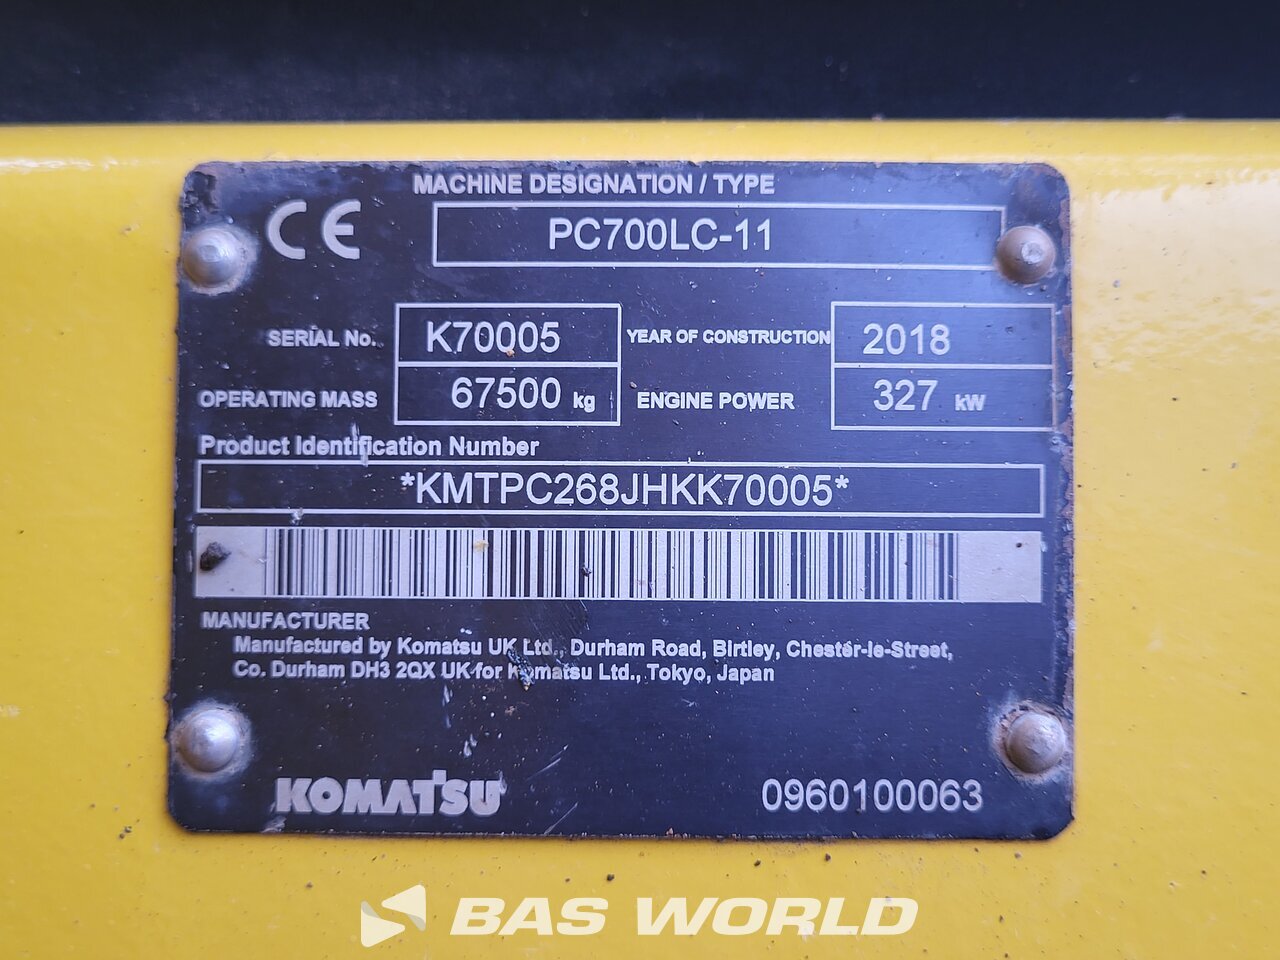 MACHINE DESIGNATION / TYPE
CE
PC700LC-11
SERIAL No. K70005 YEAR OF CONSTRUCTION 2018
OPERATING MASS 67500 kg ENGINE POWER 327 kW
Product Identification Number
*KMTPC268JHKK70005*
MANUFACTURER
Manufactured by Komatsu UK Ltd., Durham Road, Birtley, Chester-le-Street,
Co. Durham DH3 2QX UK for Komatsu Ltd., Tokyo, Japan
KOMATSU 0960100063
BAS WORLD